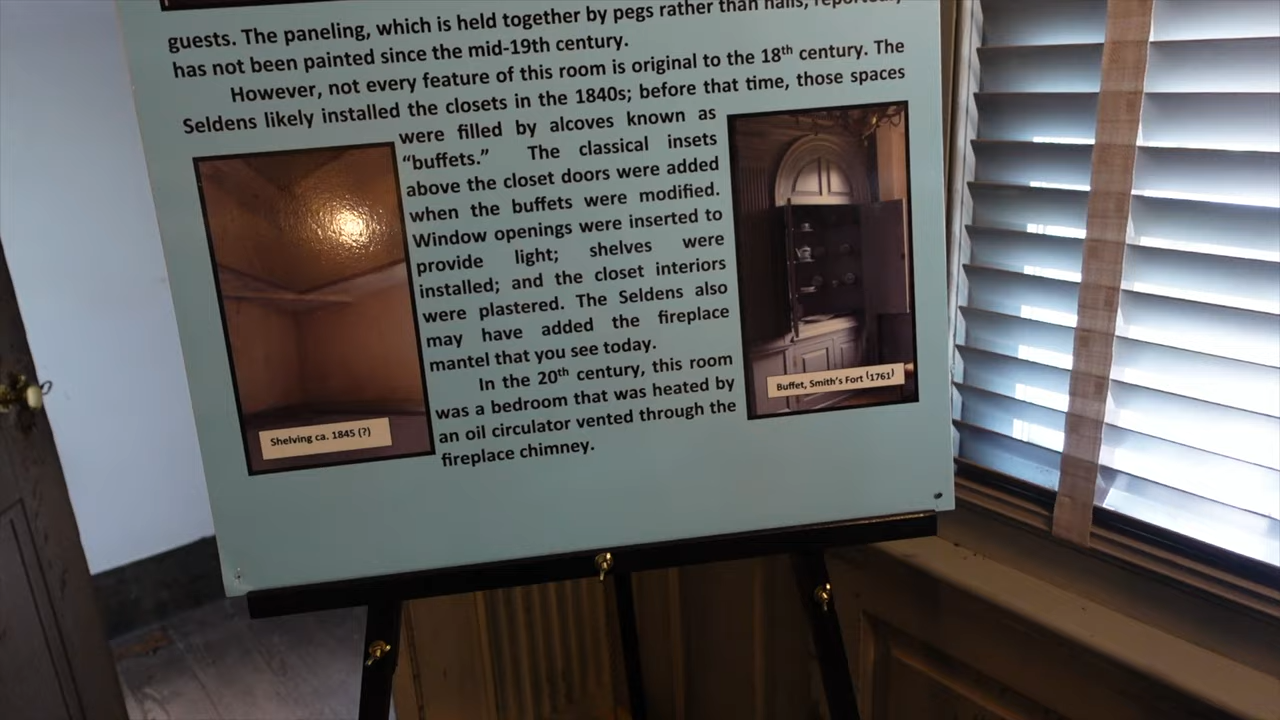 guests. The paneling, which is held together by pegs rather than nails, reportedly
has not been painted since the mid-19th century.
However, not every feature of this room is original to the 18th century. The
Seldens likely installed the closets in the 1840s; before that time, those spaces
were filled by alcoves known as
“buffets.” The classical insets
above the closet doors were added
when the buffets were modified.
Window openings were inserted to
provide light; shelves were
installed; and the closet interiors
were plastered. The Seldens also
may have added the fireplace
mantel that you see today.
In the 20th century, this room
was a bedroom that was heated by
an oil circulator vented through the
fireplace chimney.
Shelving ca. 1845 (?)
Buffet, Smith's Fort (1761)